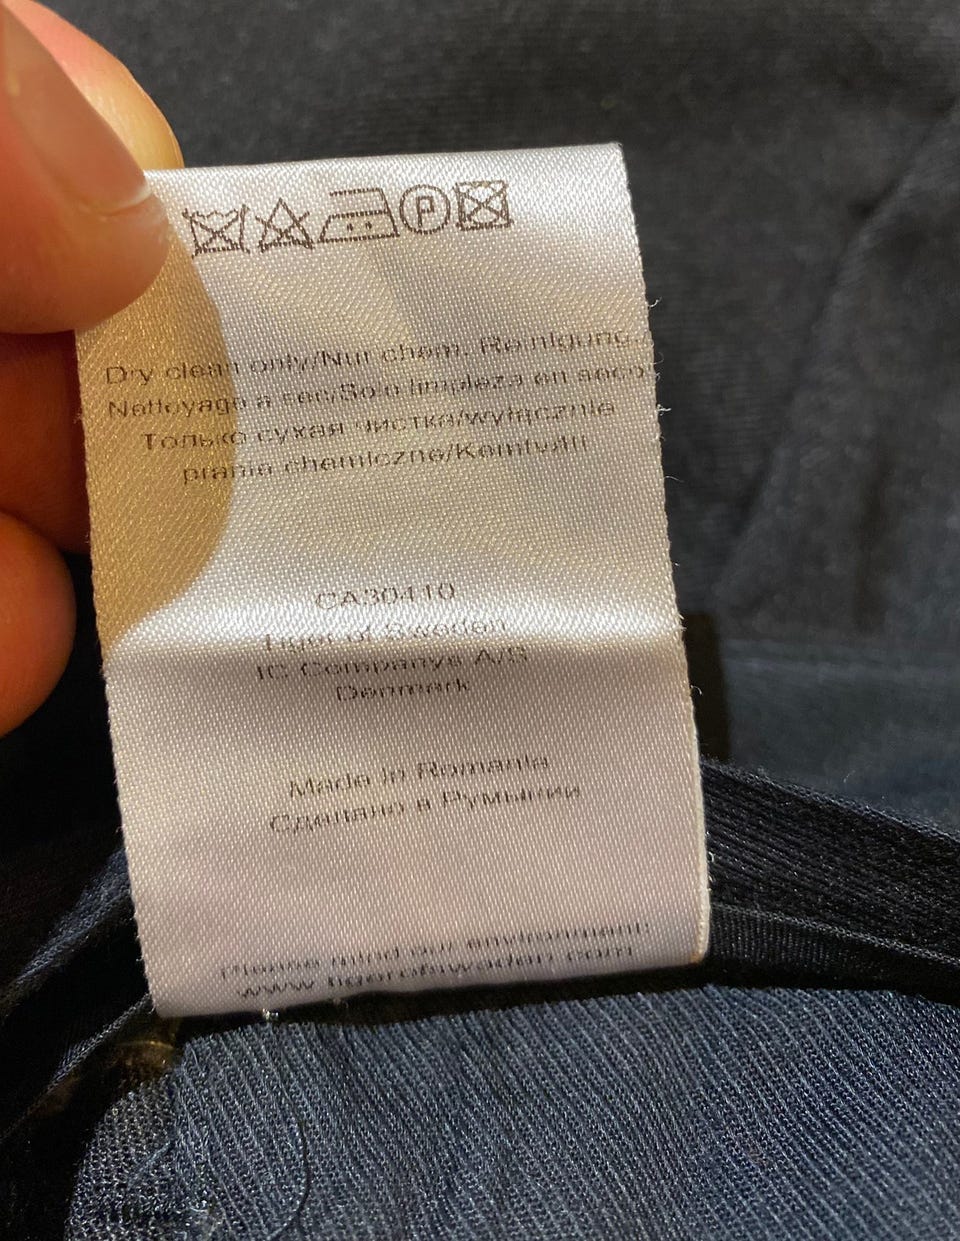 P
Dry clean only/Nur chem. Reinigung
Nettoyage a sec/Solo limpieza en seco
Только сухая чистка/wyłącznie
pranie chemiczne/Kemtvätt
CA30410
Tiger of Sweden
IC Companys A/S
Denmark
Made in Romania
Сделано в Румынии
Please mind our environment:
www.tigerofsweden.com